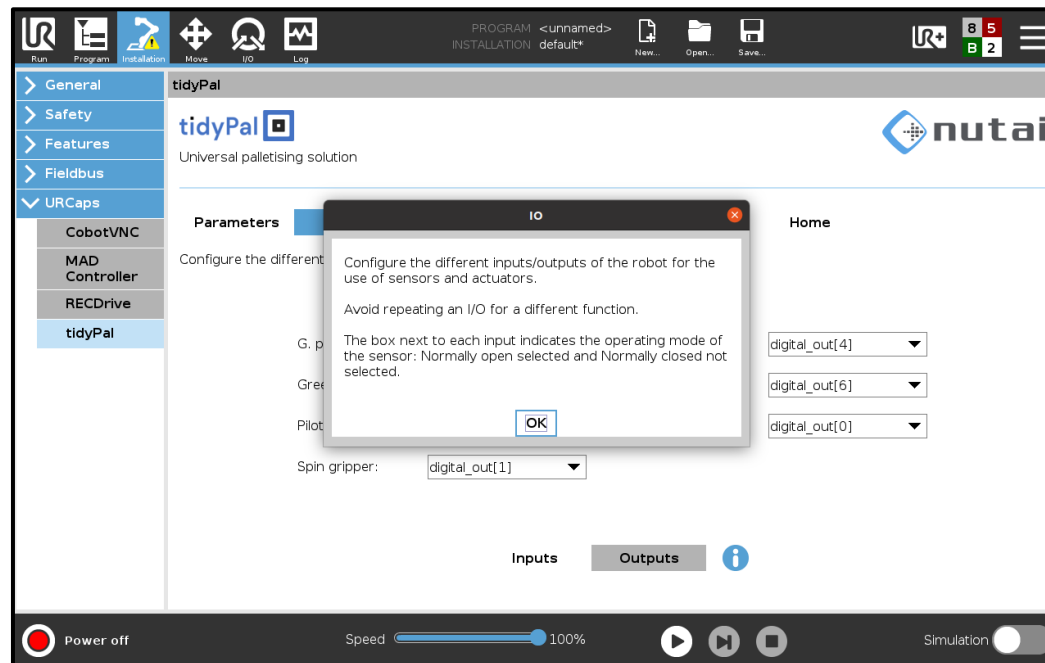 PROGRAM <unnamed>
INSTALLATION default*
Run Program Installation Move I/O Log New... Open... Save...
UR+
8 5
B 2
General
Safety
Features
Fieldbus
URCaps
CobotVNC
MAD
Controller
RECDrive
tidyPal
tidyPal
tidyPal
nutai
Universal palletising solution
Parameters Home
Configure the different
IO
Configure the different inputs/outputs of the robot for the
use of sensors and actuators.
Avoid repeating an I/O for a different function.
The box next to each input indicates the operating mode of
the sensor: Normally open selected and Normally closed not
selected.
OK
G. p digital_out[4]
Gree digital_out[6]
Pilot digital_out[0]
Spin gripper: digital_out[1]
Inputs Outputs
Power off Speed 100% Simulation